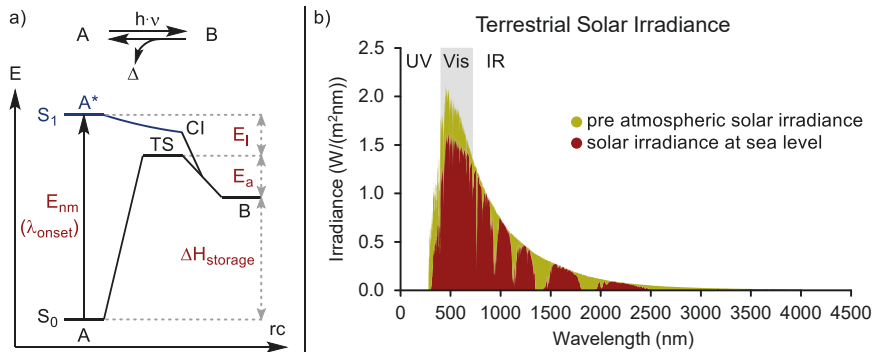 a)
h·ν
A B
Δ
E
S1 A*
CI
TS
EI
Ea
B
Enm
(λonset)
ΔHstorage
S0
A
rc
b)
Terrestrial Solar Irradiance
UV Vis IR
pre atmospheric solar irradiance
solar irradiance at sea level
Irradiance (W/(m2nm))
2.5
2.0
1.5
1.0
0.5
0.0
0 500 1000 1500 2000 2500 3000 3500 4000 4500
Wavelength (nm)